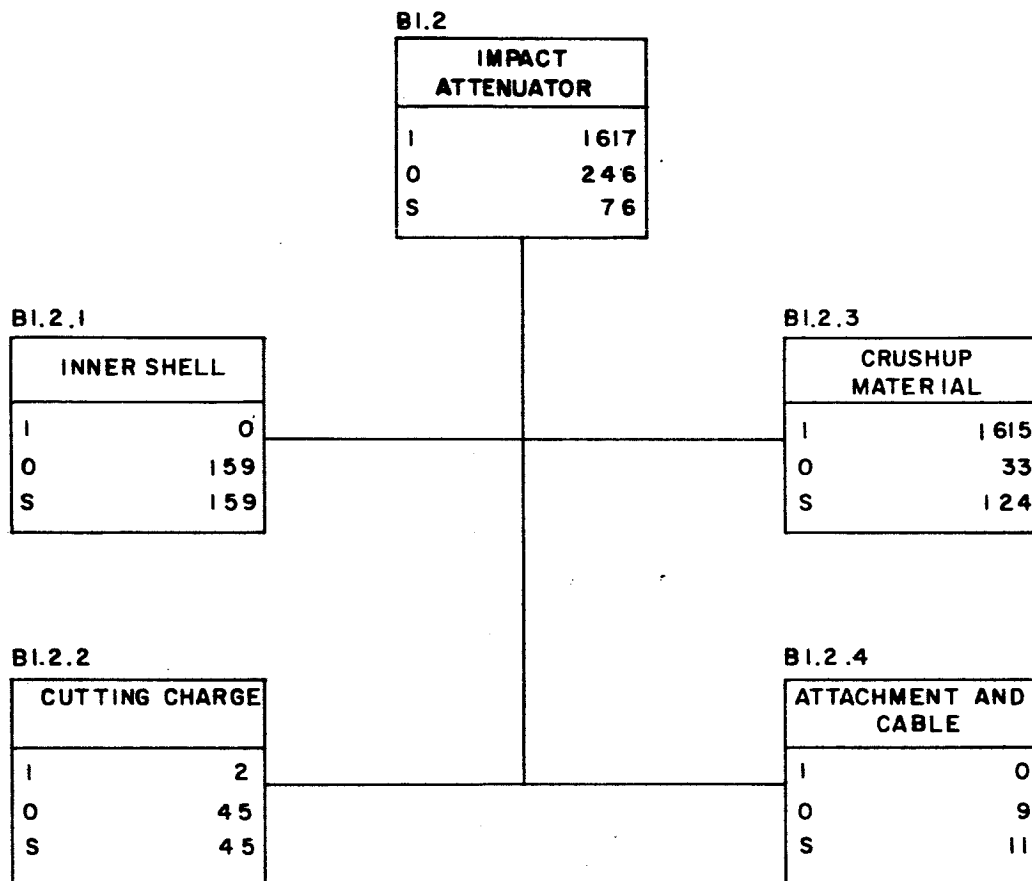 B1.2
IMPACT
ATTENUATOR
I 1617
O 246
S 76
B1.2.1
INNER SHELL
I 0
O 159
S 159
B1.2.3
CRUSHUP
MATERIAL
I 1615
O 33
S 124
B1.2.2
CUTTING CHARGE
I 2
O 45
S 45
B1.2.4
ATTACHMENT AND
CABLE
I 0
O 9
S 11